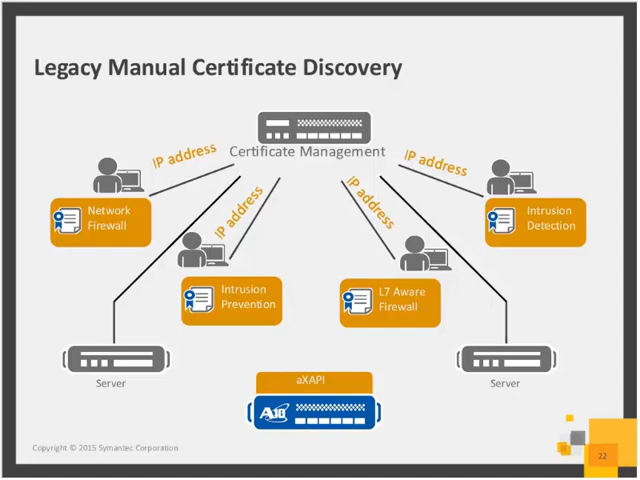 Legacy Manual Certificate Discovery
IP address
Certificate Management
IP address
Network
Firewall
IP address
IP address
Intrusion
Detection
Intrusion
Prevention
L7 Aware
Firewall
Server
aXAPI
Server
A10
Copyright © 2015 Symantec Corporation
22